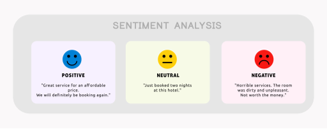 SENTIMENT ANALYSIS
POSITIVE
"Great service for an affordable
price.
We will definitely be booking again."
NEUTRAL
"Just booked two nights
at this hotel."
NEGATIVE
"Horrible services. The room
was dirty and unpleasant.
Not worth the money."